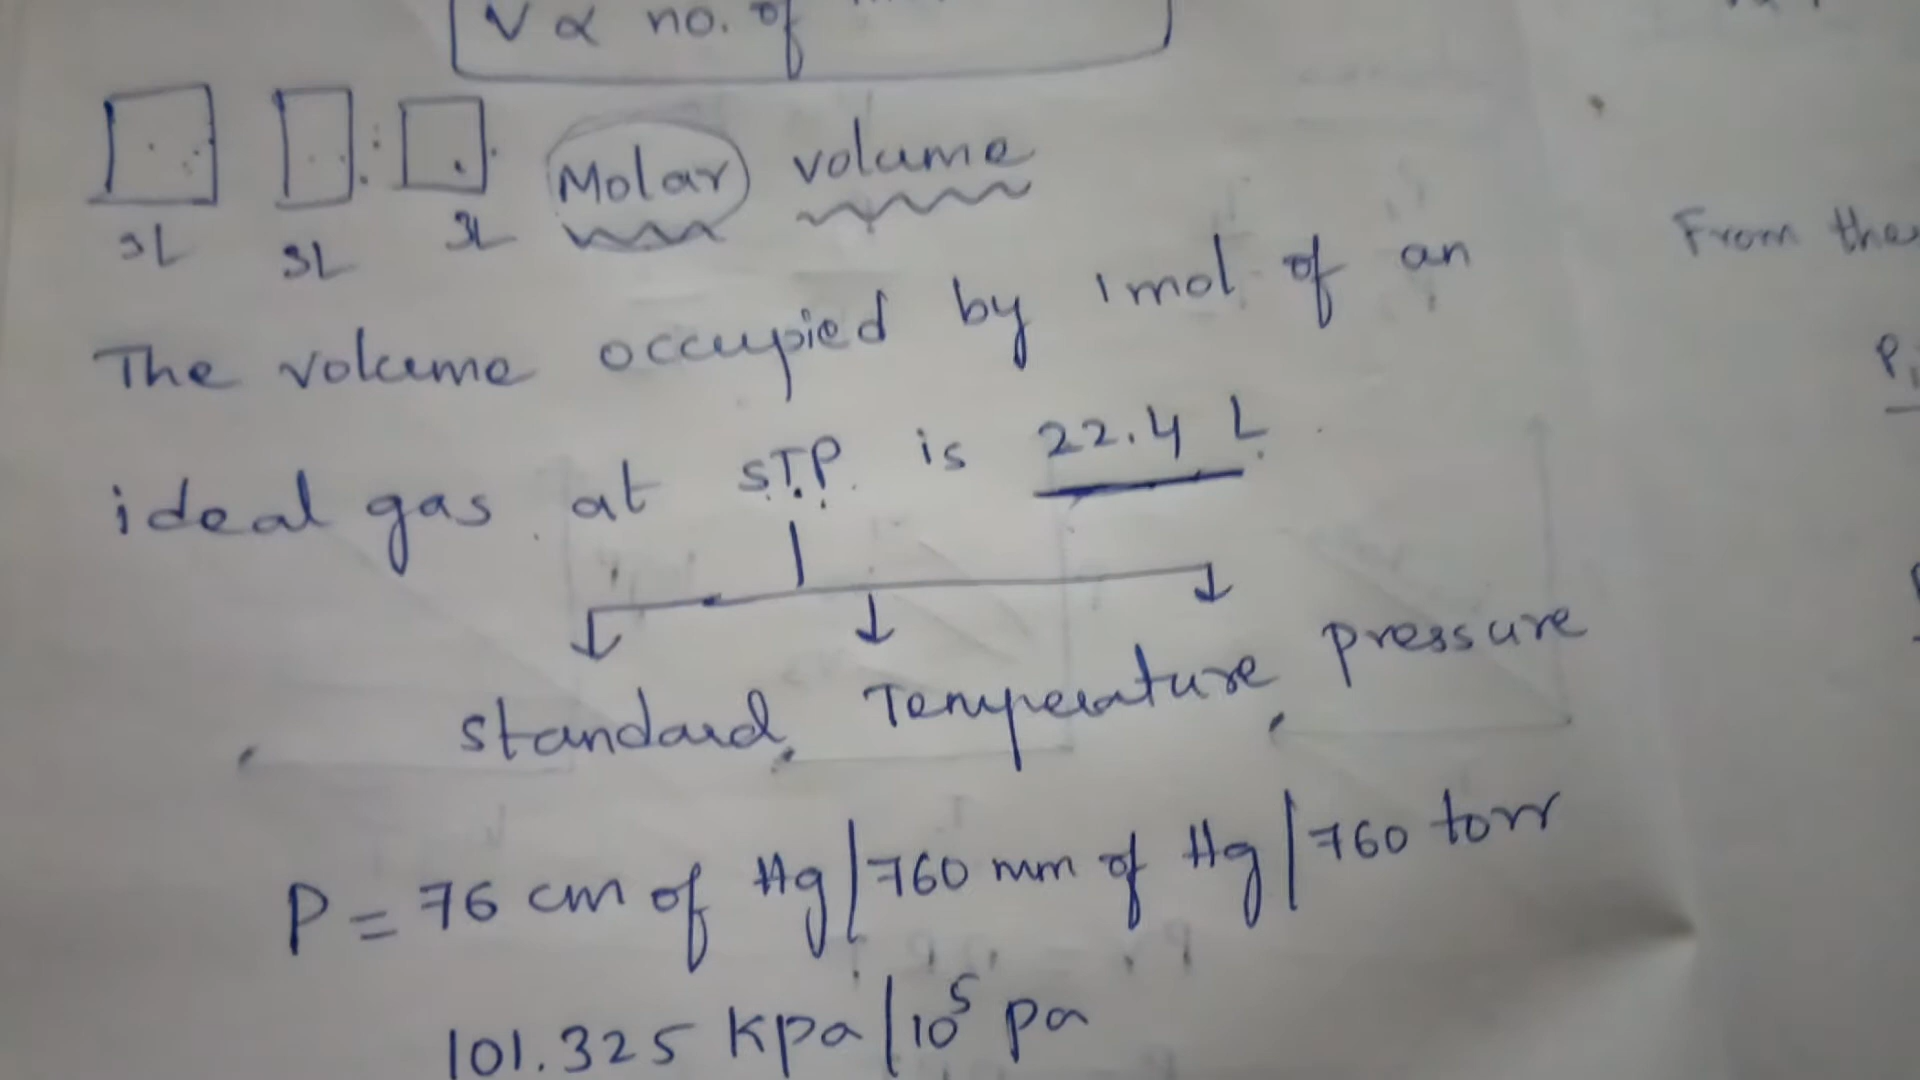 V ∝ no. of
3L 3L 3L Molar volume
The volume occupied by 1 mol of an
ideal gas at STP is 22.4 L.
Standard Temperature pressure
P = 76 cm of Hg | 760 mm of Hg | 760 torr
101.325 kpa | 10⁵ pa
From the
P